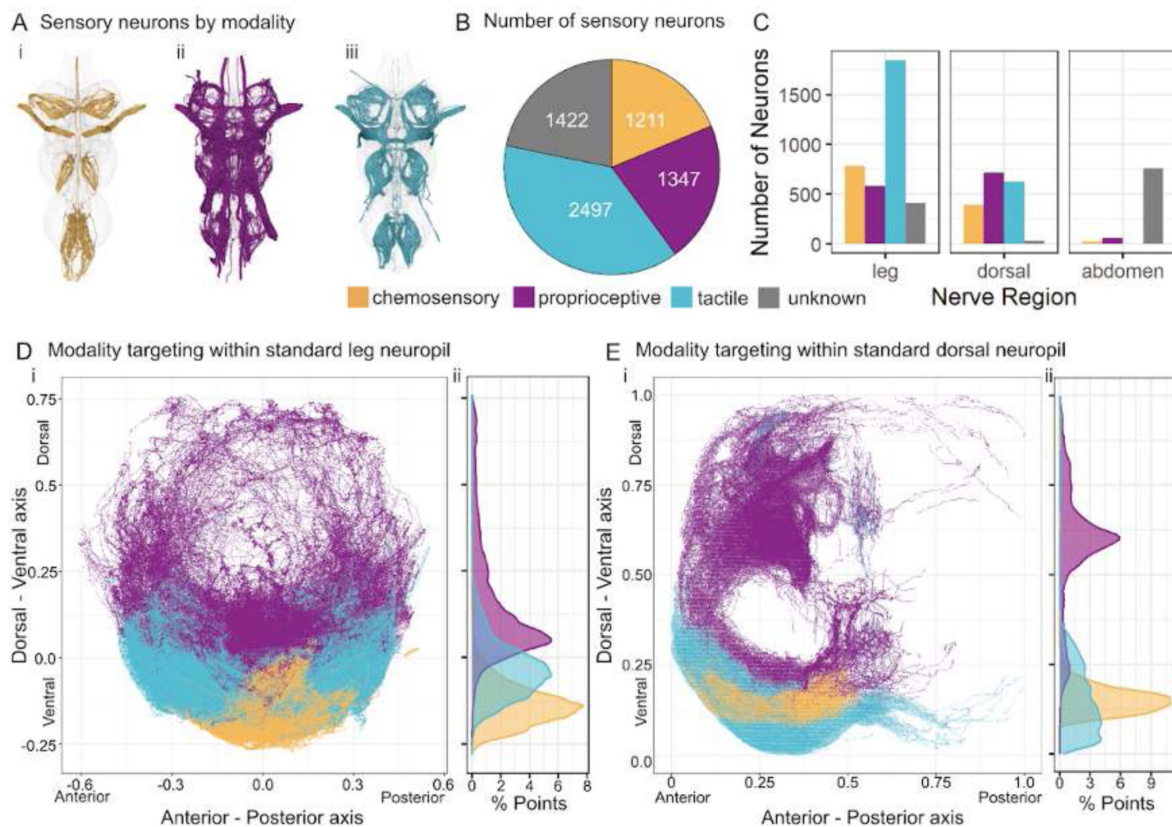 A Sensory neurons by modality
i
ii
iii
B Number of sensory neurons
1422
1211
1347
2497
C
Number of Neurons
1500
1000
500
0
leg
dorsal
abdomen
Nerve Region
chemosensory
proprioceptive
tactile
unknown
D Modality targeting within standard leg neuropil
i
ii
Dorsal - Ventral axis
Dorsal
Ventral
0.75
0.5
0.25
0.0
-0.25
-0.6
-0.3
0.0
0.3
0.6
Anterior
Posterior
Anterior - Posterior axis
0 2 4 6 8
% Points
E Modality targeting within standard dorsal neuropil
i
ii
Dorsal - Ventral axis
Dorsal
Ventral
1.0
0.75
0.50
0.25
0.0
0
0.25
0.5
0.75
1.0
Anterior
Posterior
Anterior - Posterior axis
0 3 6 9
% Points